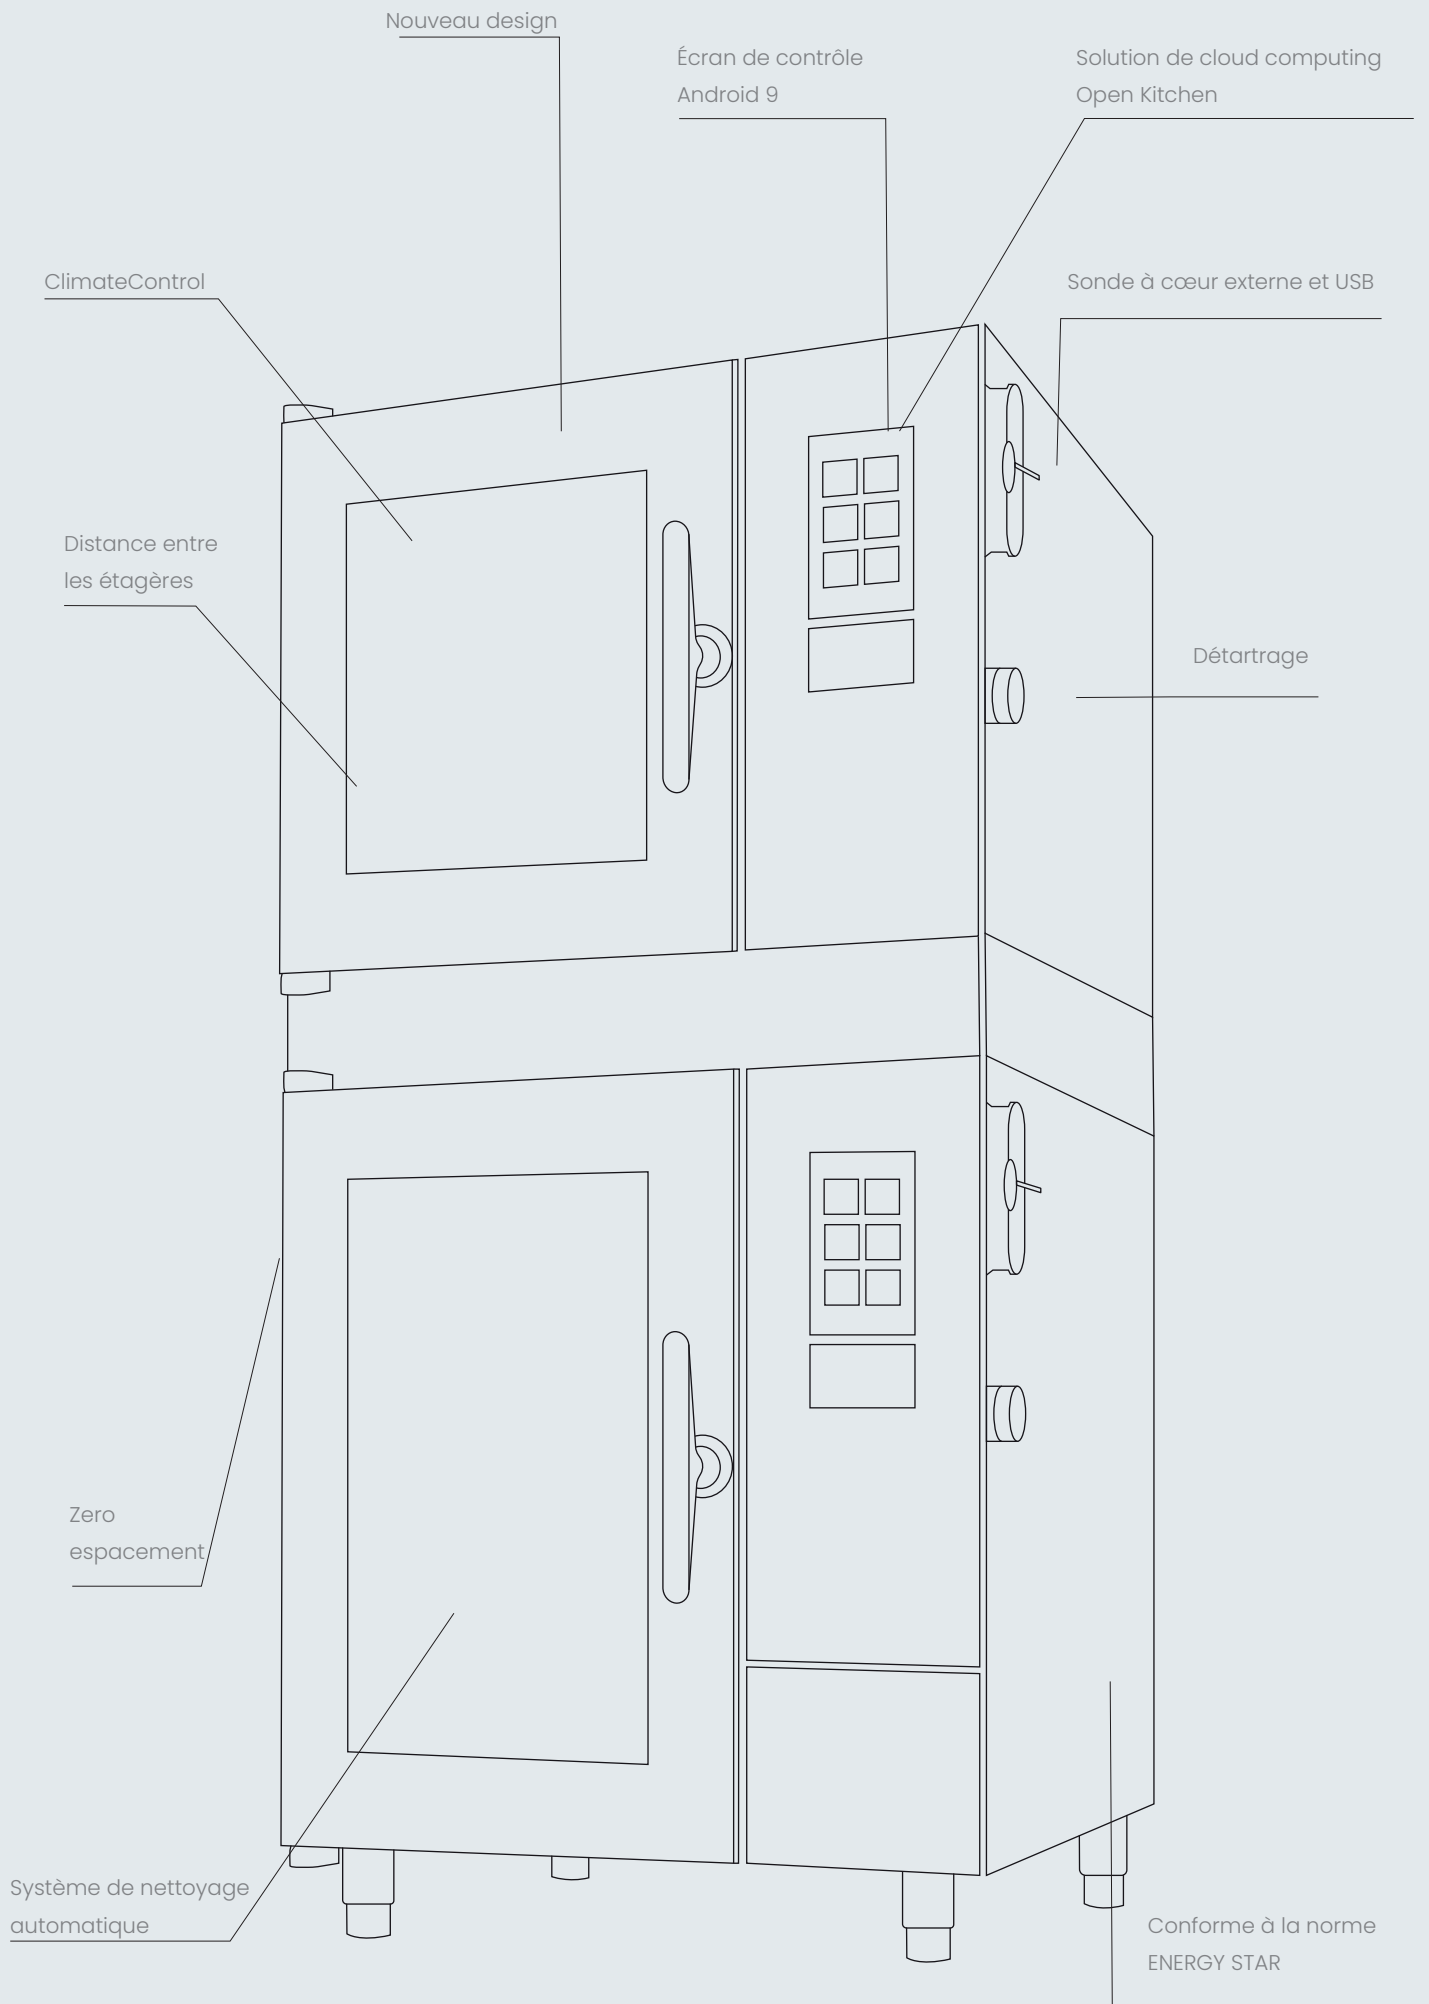 Nouveau design
Écran de contrôle
Android 9
Solution de cloud computing
Open Kitchen
ClimateControl
Sonde à cœur externe et USB
Distance entre
les étagères
Détartrage
Zero
espacement
Système de nettoyage
automatique
Conforme à la norme
ENERGY STAR